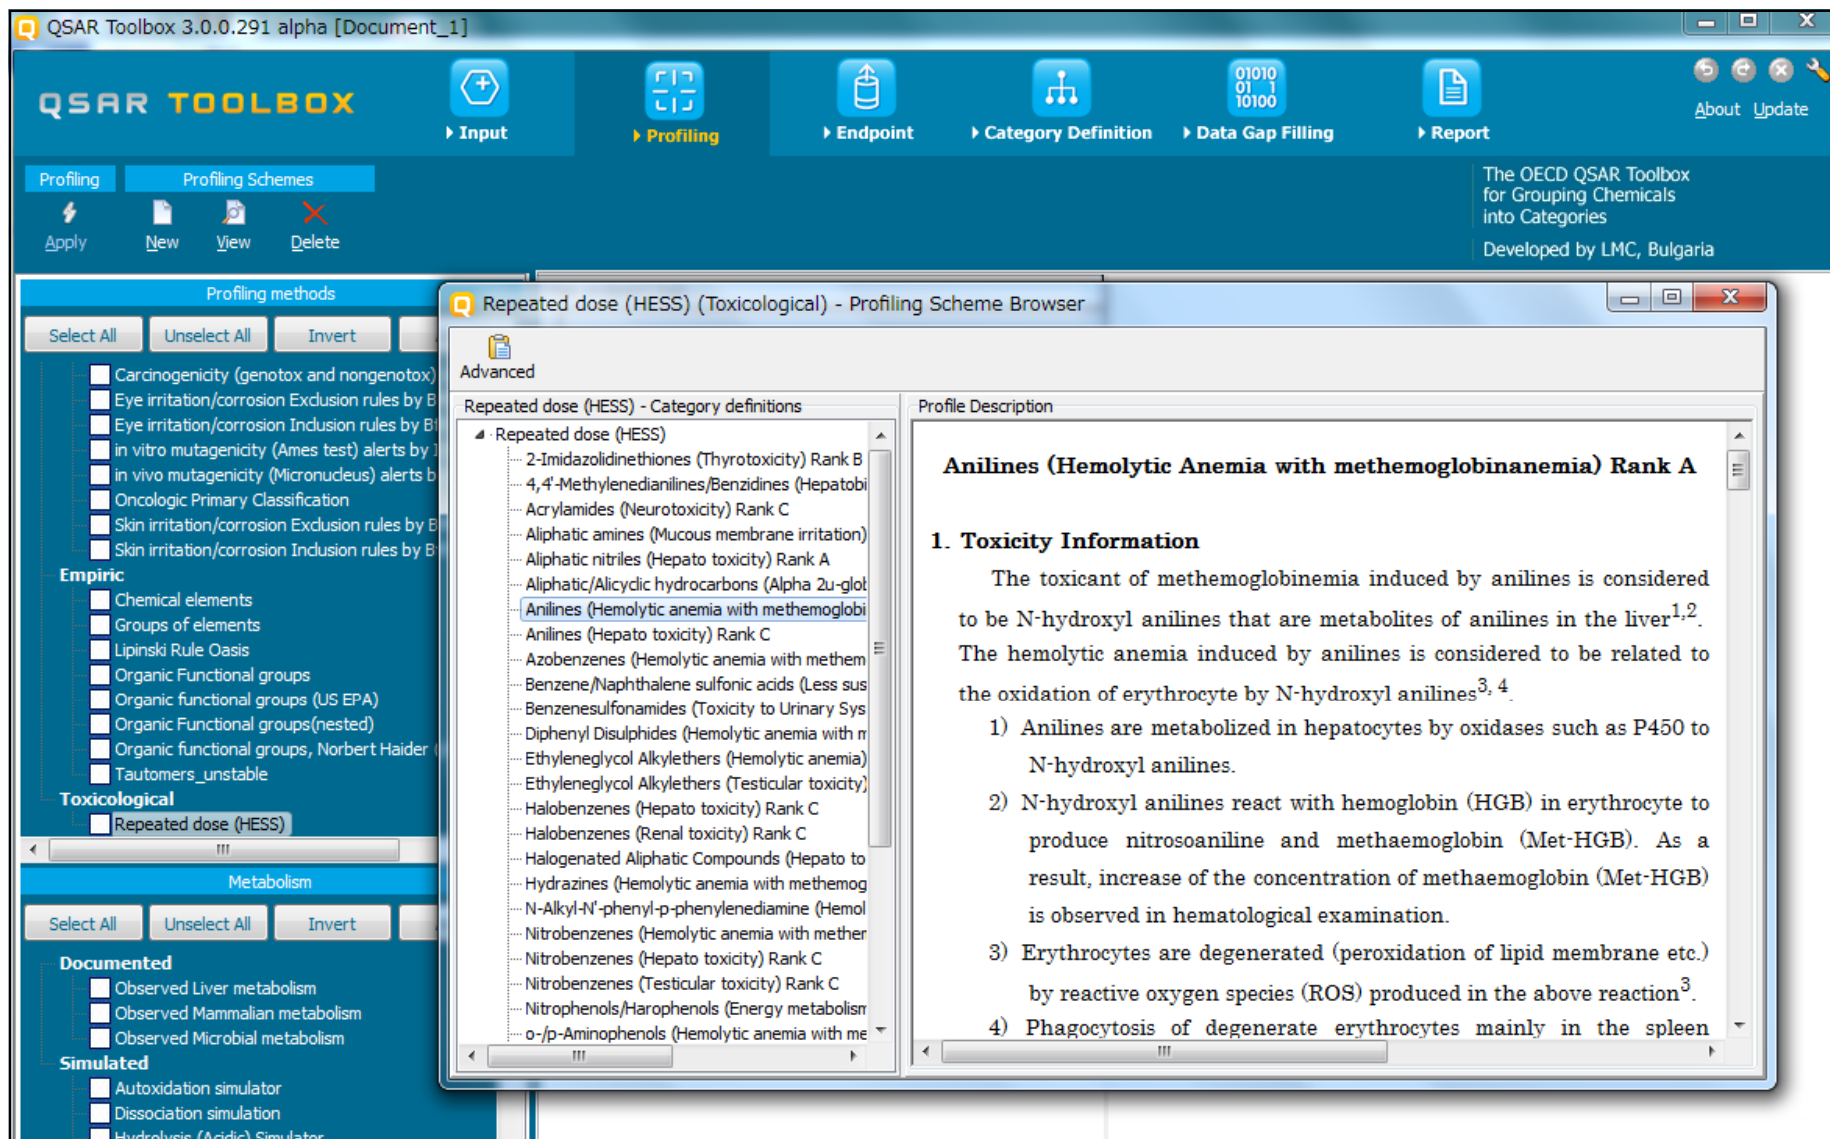 QSAR Toolbox 3.0.0.291 alpha [Document_1]
QSAR TOOLBOX
Input
Profiling
Endpoint
Category Definition
01010
01 1
10100
Data Gap Filling
Report
About Update
Profiling
Profiling Schemes
Apply
New
View
Delete
The OECD QSAR Toolbox
for Grouping Chemicals
into Categories
Developed by LMC, Bulgaria
Profiling methods
Select All
Unselect All
Invert
Carcinogenicity (genotox and nongenotox)
Eye irritation/corrosion Exclusion rules by B
Eye irritation/corrosion Inclusion rules by
in vitro mutagenicity (Ames test) alerts by
in vivo mutagenicity (Micronucleus) alerts b
Oncologic Primary Classification
Skin irritation/corrosion Exclusion rules by B
Skin irritation/corrosion Inclusion rules by B
Empiric
Chemical elements
Groups of elements
Lipinski Rule Oasis
Organic Functional groups
Organic functional groups (US EPA)
Organic Functional groups(nested)
Organic functional groups, Norbert Haider (
Tautomers_unstable
Toxicological
Repeated dose (HESS)
Metabolism
Select All
Unselect All
Invert
Documented
Observed Liver metabolism
Observed Mammalian metabolism
Observed Microbial metabolism
Simulated
Autoxidation simulator
Dissociation simulation
Hydrolysis (Acidic) Simulator
Repeated dose (HESS) (Toxicological) - Profiling Scheme Browser
Advanced
Repeated dose (HESS) - Category definitions
Repeated dose (HESS)
2-Imidazolidinethiones (Thyrotoxicity) Rank B
4,4'-Methylenedianilines/Benzidines (Hepatobi
Acrylamides (Neurotoxicity) Rank C
Aliphatic amines (Mucous membrane irritation)
Aliphatic nitriles (Hepato toxicity) Rank A
Aliphatic/Alicyclic hydrocarbons (Alpha 2u-glob
Anilines (Hemolytic anemia with methemoglobi
Anilines (Hepato toxicity) Rank C
Azobenzenes (Hemolytic anemia with methem
Benzene/Naphthalene sulfonic acids (Less sus
Benzenesulfonamides (Toxicity to Urinary Sys
Diphenyl Disulphides (Hemolytic anemia with m
Ethyleneglycol Alkylethers (Hemolytic anemia)
Ethyleneglycol Alkylethers (Testicular toxicity)
Halobenzenes (Hepato toxicity) Rank C
Halobenzenes (Renal toxicity) Rank C
Halogenated Aliphatic Compounds (Hepato to
Hydrazines (Hemolytic anemia with methemog
N-Alkyl-N'-phenyl-p-phenylenediamine (Hemol
Nitrobenzenes (Hemolytic anemia with methem
Nitrobenzenes (Hepato toxicity) Rank C
Nitrobenzenes (Testicular toxicity) Rank C
Nitrophenols/Harophenols (Energy metabolism
o-/p-Aminophenols (Hemolytic anemia with me
Profile Description
Anilines (Hemolytic Anemia with methemoglobinanemia) Rank A
1. Toxicity Information
The toxicant of methemoglobinemia induced by anilines is considered
to be N-hydroxyl anilines that are metabolites of anilines in the liver1,2.
The hemolytic anemia induced by anilines is considered to be related to
the oxidation of erythrocyte by N-hydroxyl anilines3, 4.
1) Anilines are metabolized in hepatocytes by oxidases such as P450 to
N-hydroxyl anilines.
2) N-hydroxyl anilines react with hemoglobin (HGB) in erythrocyte to
produce nitrosoaniline and methaemoglobin (Met-HGB). As a
result, increase of the concentration of methaemoglobin (Met-HGB)
is observed in hematological examination.
3) Erythrocytes are degenerated (peroxidation of lipid membrane etc.)
by reactive oxygen species (ROS) produced in the above reaction3.
4) Phagocytosis of degenerate erythrocytes mainly in the spleen